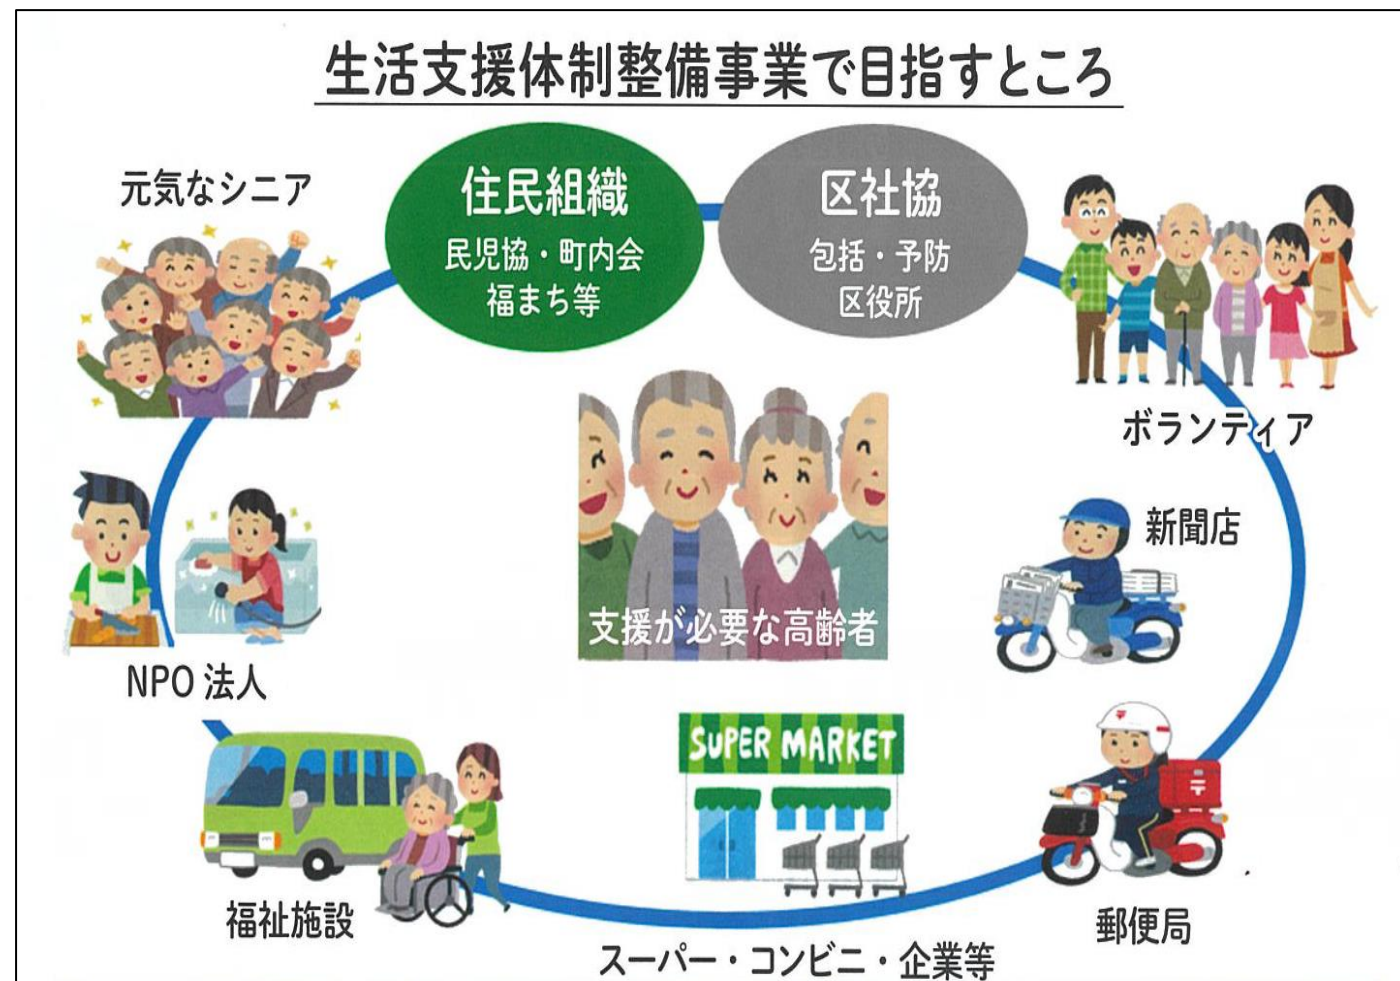 生活支援体制整備事業で目指すところ
元気なシニア
住民組織
民児協・町内会
福まち等
区社協
包括・予防
区役所
ボランティア
新聞店
支援が必要な高齢者
NPO 法人
SUPER MARKET
福祉施設
郵便局
スーパー・コンビニ・企業等